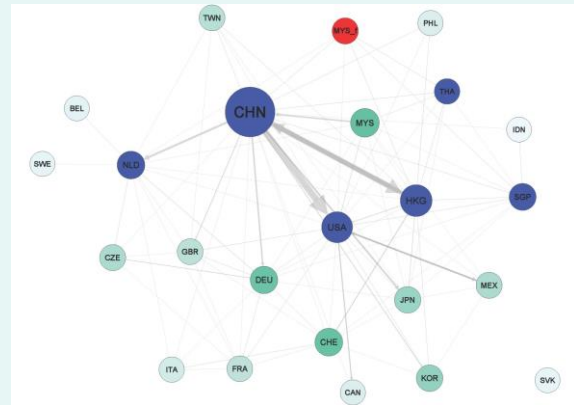 TWN
PHL
CHN
THA
MYS
BEL
IDN
SWE
NLD
SGP
HKG
USA
GBR
CZE
DEU
MEX
JPN
CHE
ITA
FRA
KOR
CAN
SVK